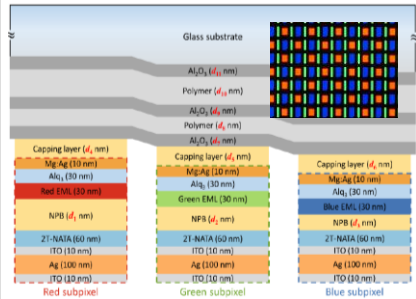 Glass substrate
Al₂O₃ (d₁₁ nm)
Polymer (d₁₀ nm)
Al₂O₃ (d₉ nm)
Polymer (d₈ nm)
Al₂O₃ (d₇ nm)
Capping layer (d₄ nm)
Mg:Ag (10 nm)
Alq₃ (30 nm)
Red EML (30 nm)
NPB (d₁ nm)
2T-NATA (60 nm)
ITO (10 nm)
Ag (100 nm)
ITO (10 nm)
Red subpixel
Capping layer (d₅ nm)
Mg:Ag (10 nm)
Alq₃ (30 nm)
Green EML (30 nm)
NPB (d₂ nm)
2T-NATA (60 nm)
ITO (10 nm)
Ag (100 nm)
ITO (10 nm)
Green subpixel
Capping layer (d₆ nm)
Mg:Ag (10 nm)
Alq₃ (30 nm)
Blue EML (30 nm)
NPB (d₃ nm)
2T-NATA (60 nm)
ITO (10 nm)
Ag (100 nm)
ITO (10 nm)
Blue subpixel